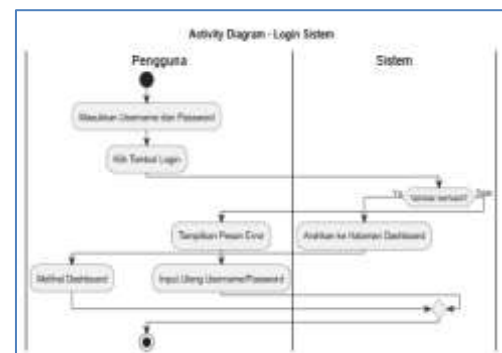 Activity Diagram - Login Sistem
Pengguna
Sistem
Masukkan Username dan Password
Klik Tombol Login
Ya
Tampilkan Pesan Error
Arahkan ke Halaman Dashboard
Melihat Dashboard
Input Ulang Username/Password